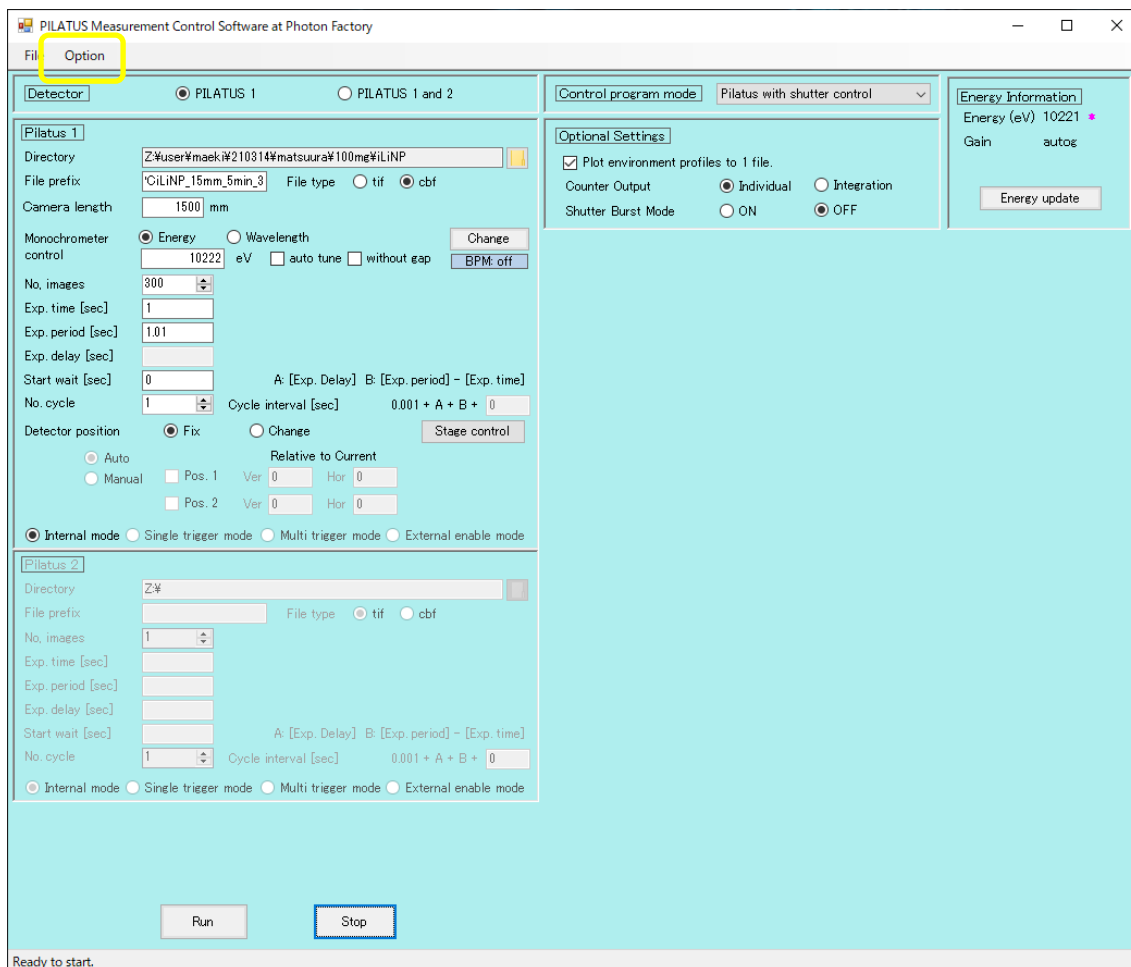 PILATUS Measurement Control Software at Photon Factory
File Option
Detector PILATUS 1 PILATUS 1 and 2
Control program mode Pilatus with shutter control
Energy Information
Energy (eV) 10221 *
Gain autog
Energy update
Optional Settings
Plot environment profiles to 1 file.
Counter Output Individual Integration
Shutter Burst Mode ON OFF
Pilatus 1
Directory Z:¥user¥maeki¥210314¥matsuura¥100mg¥iLiNP
File prefix 'CiLiNP_15mm_5min_3 File type tif cbf
Camera length 1500 mm
Monochrometer control Energy Wavelength Change
10222 eV auto tune without gap BPM: off
No, images 300
Exp. time [sec] 1
Exp. period [sec] 1.01
Exp. delay [sec]
Start wait [sec] 0 A: [Exp. Delay] B: [Exp. period] - [Exp. time]
No. cycle 1 Cycle interval [sec] 0.001 + A + B + 0
Detector position Fix Change Stage control
Auto Relative to Current
Manual Pos. 1 Ver 0 Hor 0
Pos. 2 Ver 0 Hor 0
Internal mode Single trigger mode Multi trigger mode External enable mode
Pilatus 2
Directory Z:¥
File prefix File type tif cbf
No, images 1
Exp. time [sec]
Exp. period [sec]
Exp. delay [sec]
Start wait [sec] A: [Exp. Delay] B: [Exp. period] - [Exp. time]
No. cycle 1 Cycle interval [sec] 0.001 + A + B + 0
Internal mode Single trigger mode Multi trigger mode External enable mode
Run Stop
Ready to start.